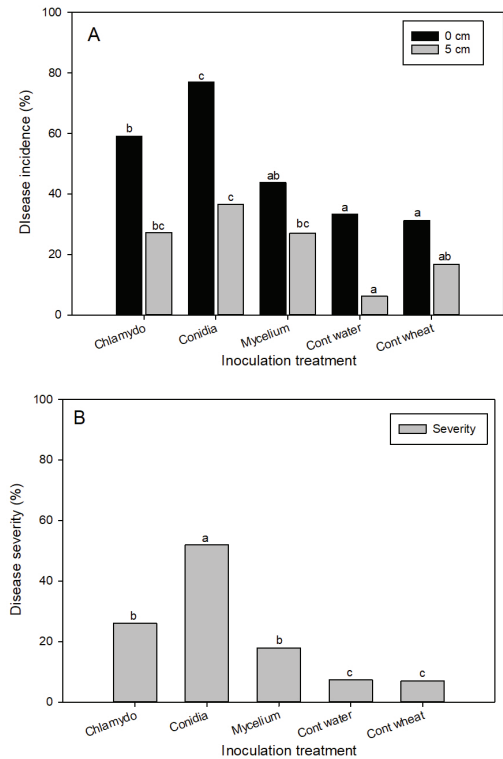 A
0 cm
5 cm
DIsease incidence (%)
100
80
60
40
20
0
b
bc
c
c
ab
bc
a
a
a
ab
Chlamydo
Conidia
Mycelium
Cont water
Cont wheat
Inoculation treatment
B
Severity
Disease severity (%)
100
80
60
40
20
0
b
a
b
c
c
Chlamydo
Conidia
Mycelium
Cont water
Cont wheat
Inoculation treatment